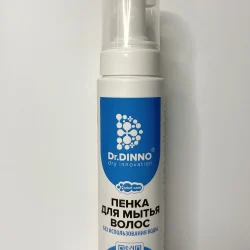 Dr.DINNO
Dry innovation
ПЕНКА
ДЛЯ МЫТЬЯ
ВОЛОС
БЕЗ ИСПОЛЬЗОВАНИЯ ВОДЫ